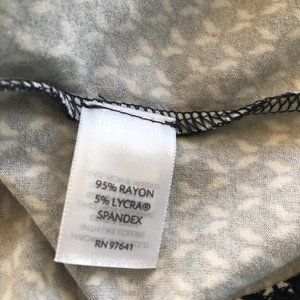 95% RAYON
5% LYCRA®
SPANDEX
RN 97641